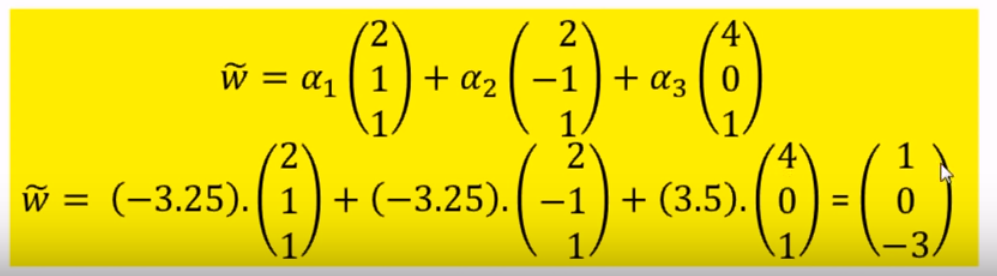 w̃ = α₁ (2 1 1) + α₂ (2 −1 1) + α₃ (4 0 1)
w̃ = (−3.25). (2 1 1) + (−3.25). (2 −1 1) + (3.5). (4 0 1) = (1 0 −3)